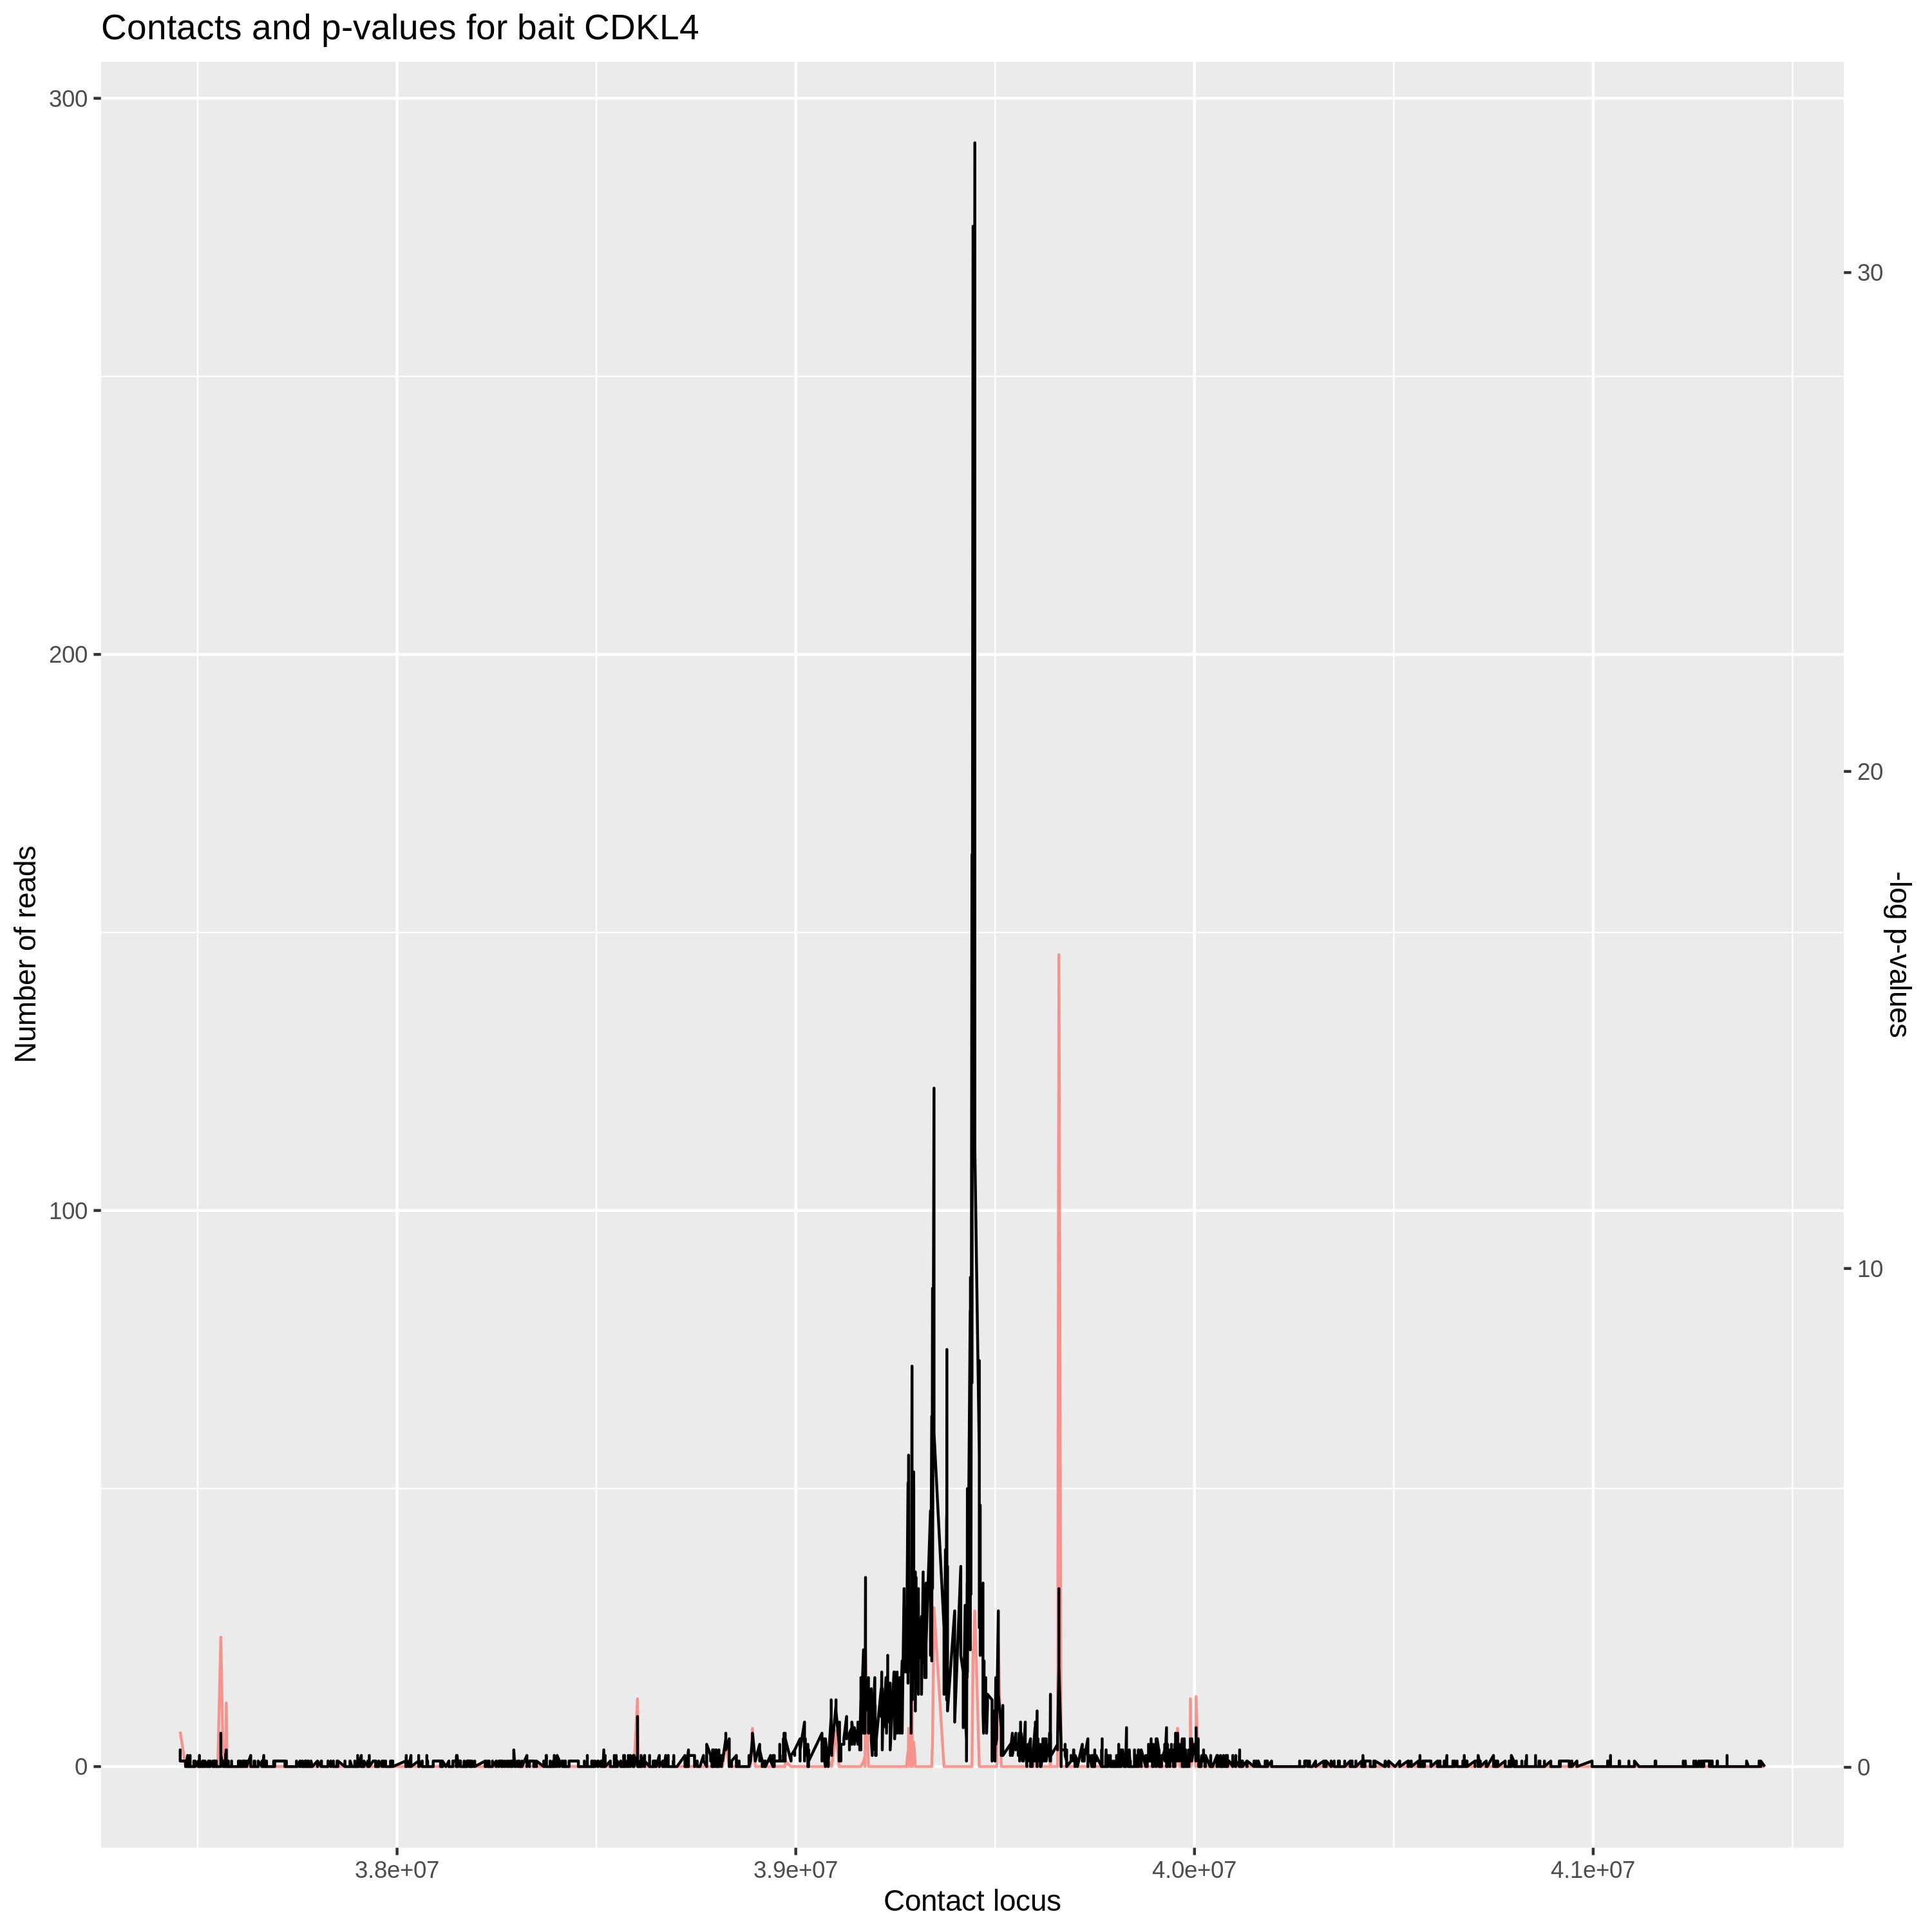 Contacts and p-values for bait CDKL4
300
200
100
0
Number of reads
30
20
10
0
-log p-values
3.8e+07
3.9e+07
4.0e+07
4.1e+07
Contact locus